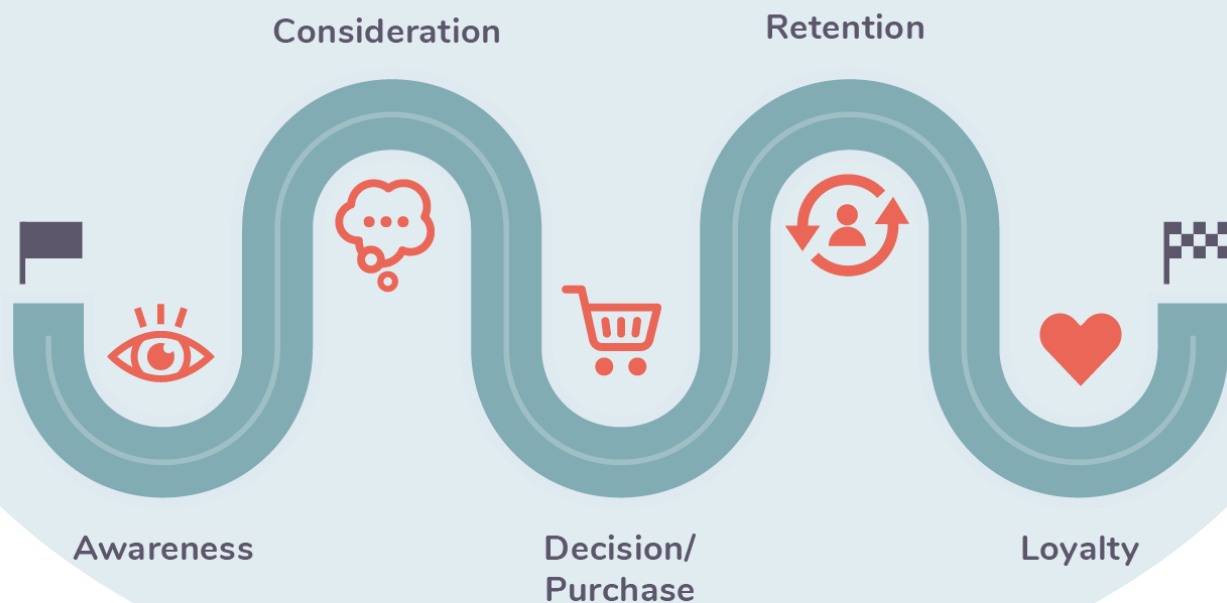 Consideration
Retention
Awareness
Decision/
Purchase
Loyalty